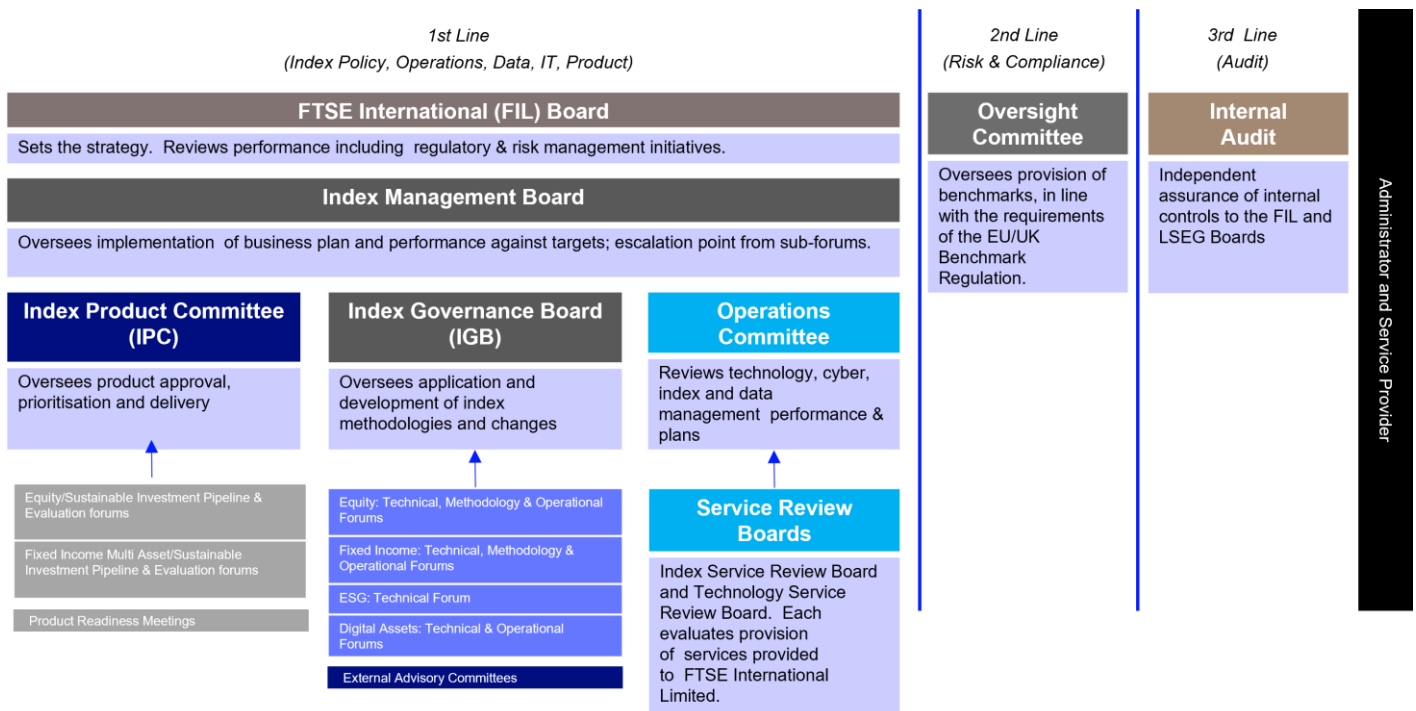 1st Line
(Index Policy, Operations, Data, IT, Product)
2nd Line
(Risk & Compliance)
3rd Line
(Audit)
FTSE International (FIL) Board
Sets the strategy. Reviews performance including regulatory & risk management initiatives.
Index Management Board
Oversees implementation of business plan and performance against targets; escalation point from sub-forums.
Oversight
Committee
Oversees provision of
benchmarks, in line
with the requirements
of the EU/UK
Benchmark
Regulation.
Internal
Audit
Independent
assurance of internal
controls to the FIL and
LSEG Boards
Administrator and Service Provider
Index Product Committee
(IPC)
Oversees product approval,
prioritisation and delivery
Equity/Sustainable Investment Pipeline &
Evaluation forums
Fixed Income Multi Asset/Sustainable
Investment Pipeline & Evaluation forums
Product Readiness Meetings
Index Governance Board
(IGB)
Oversees application and
development of index
methodologies and changes
Equity: Technical, Methodology & Operational
Forums
Fixed Income: Technical, Methodology &
Operational Forums
ESG: Technical Forum
Digital Assets: Technical & Operational
Forums
External Advisory Committees
Operations
Committee
Reviews technology, cyber,
index and data
management performance &
plans
Service Review
Boards
Index Service Review Board
and Technology Service
Review Board. Each
evaluates provision
of services provided
to FTSE International
Limited.